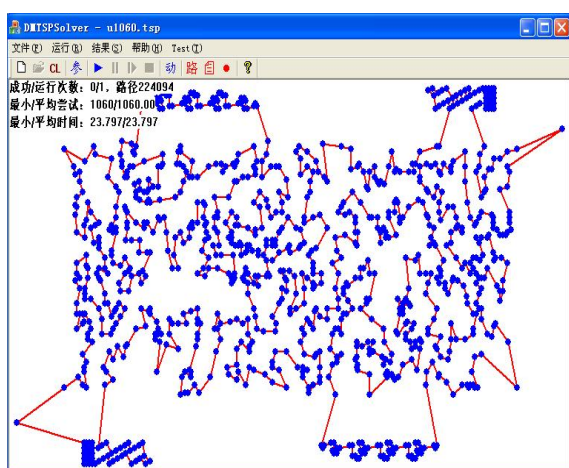 DMTSPSolver - u1060.tsp
文件(F) 运行(R) 结果(S) 帮助(H) Test(T)
CL 参 动 路
成功/运行次数：0/1，路径224094
最小/平均尝试：1060/1060.00
最小/平均时间：23.797/23.797